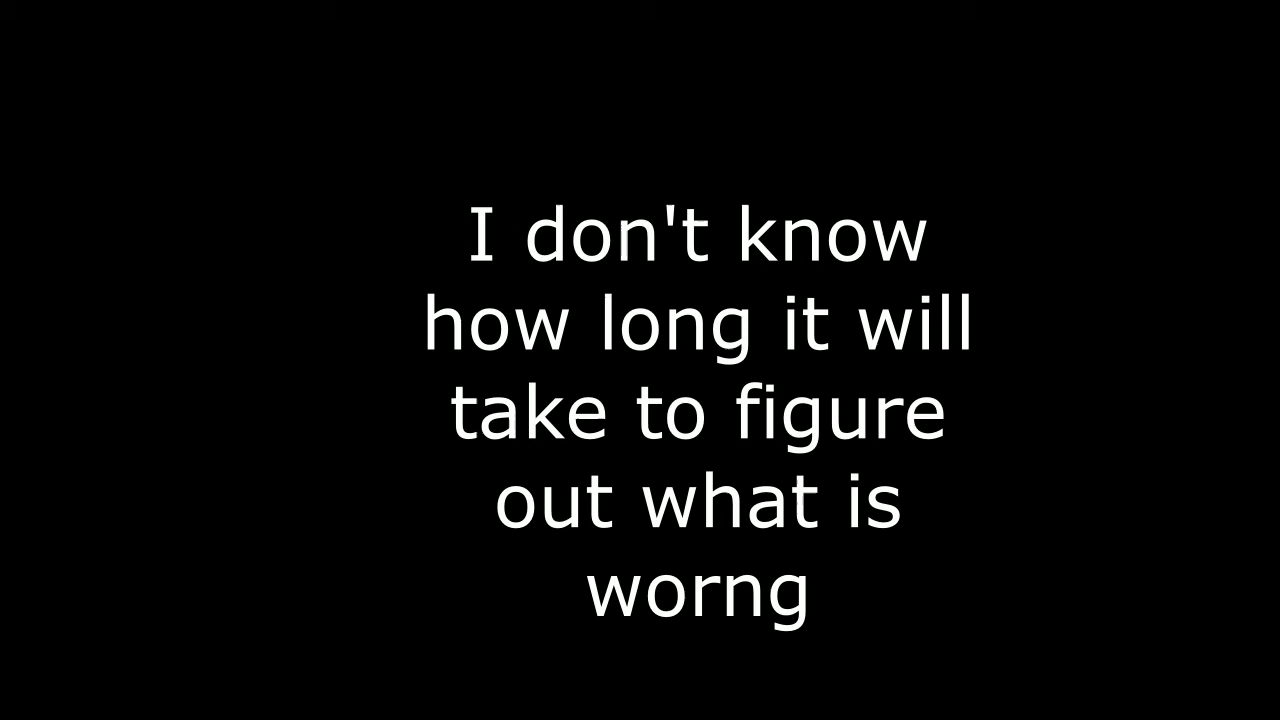 I don't know
how long it will
take to figure
out what is
worng